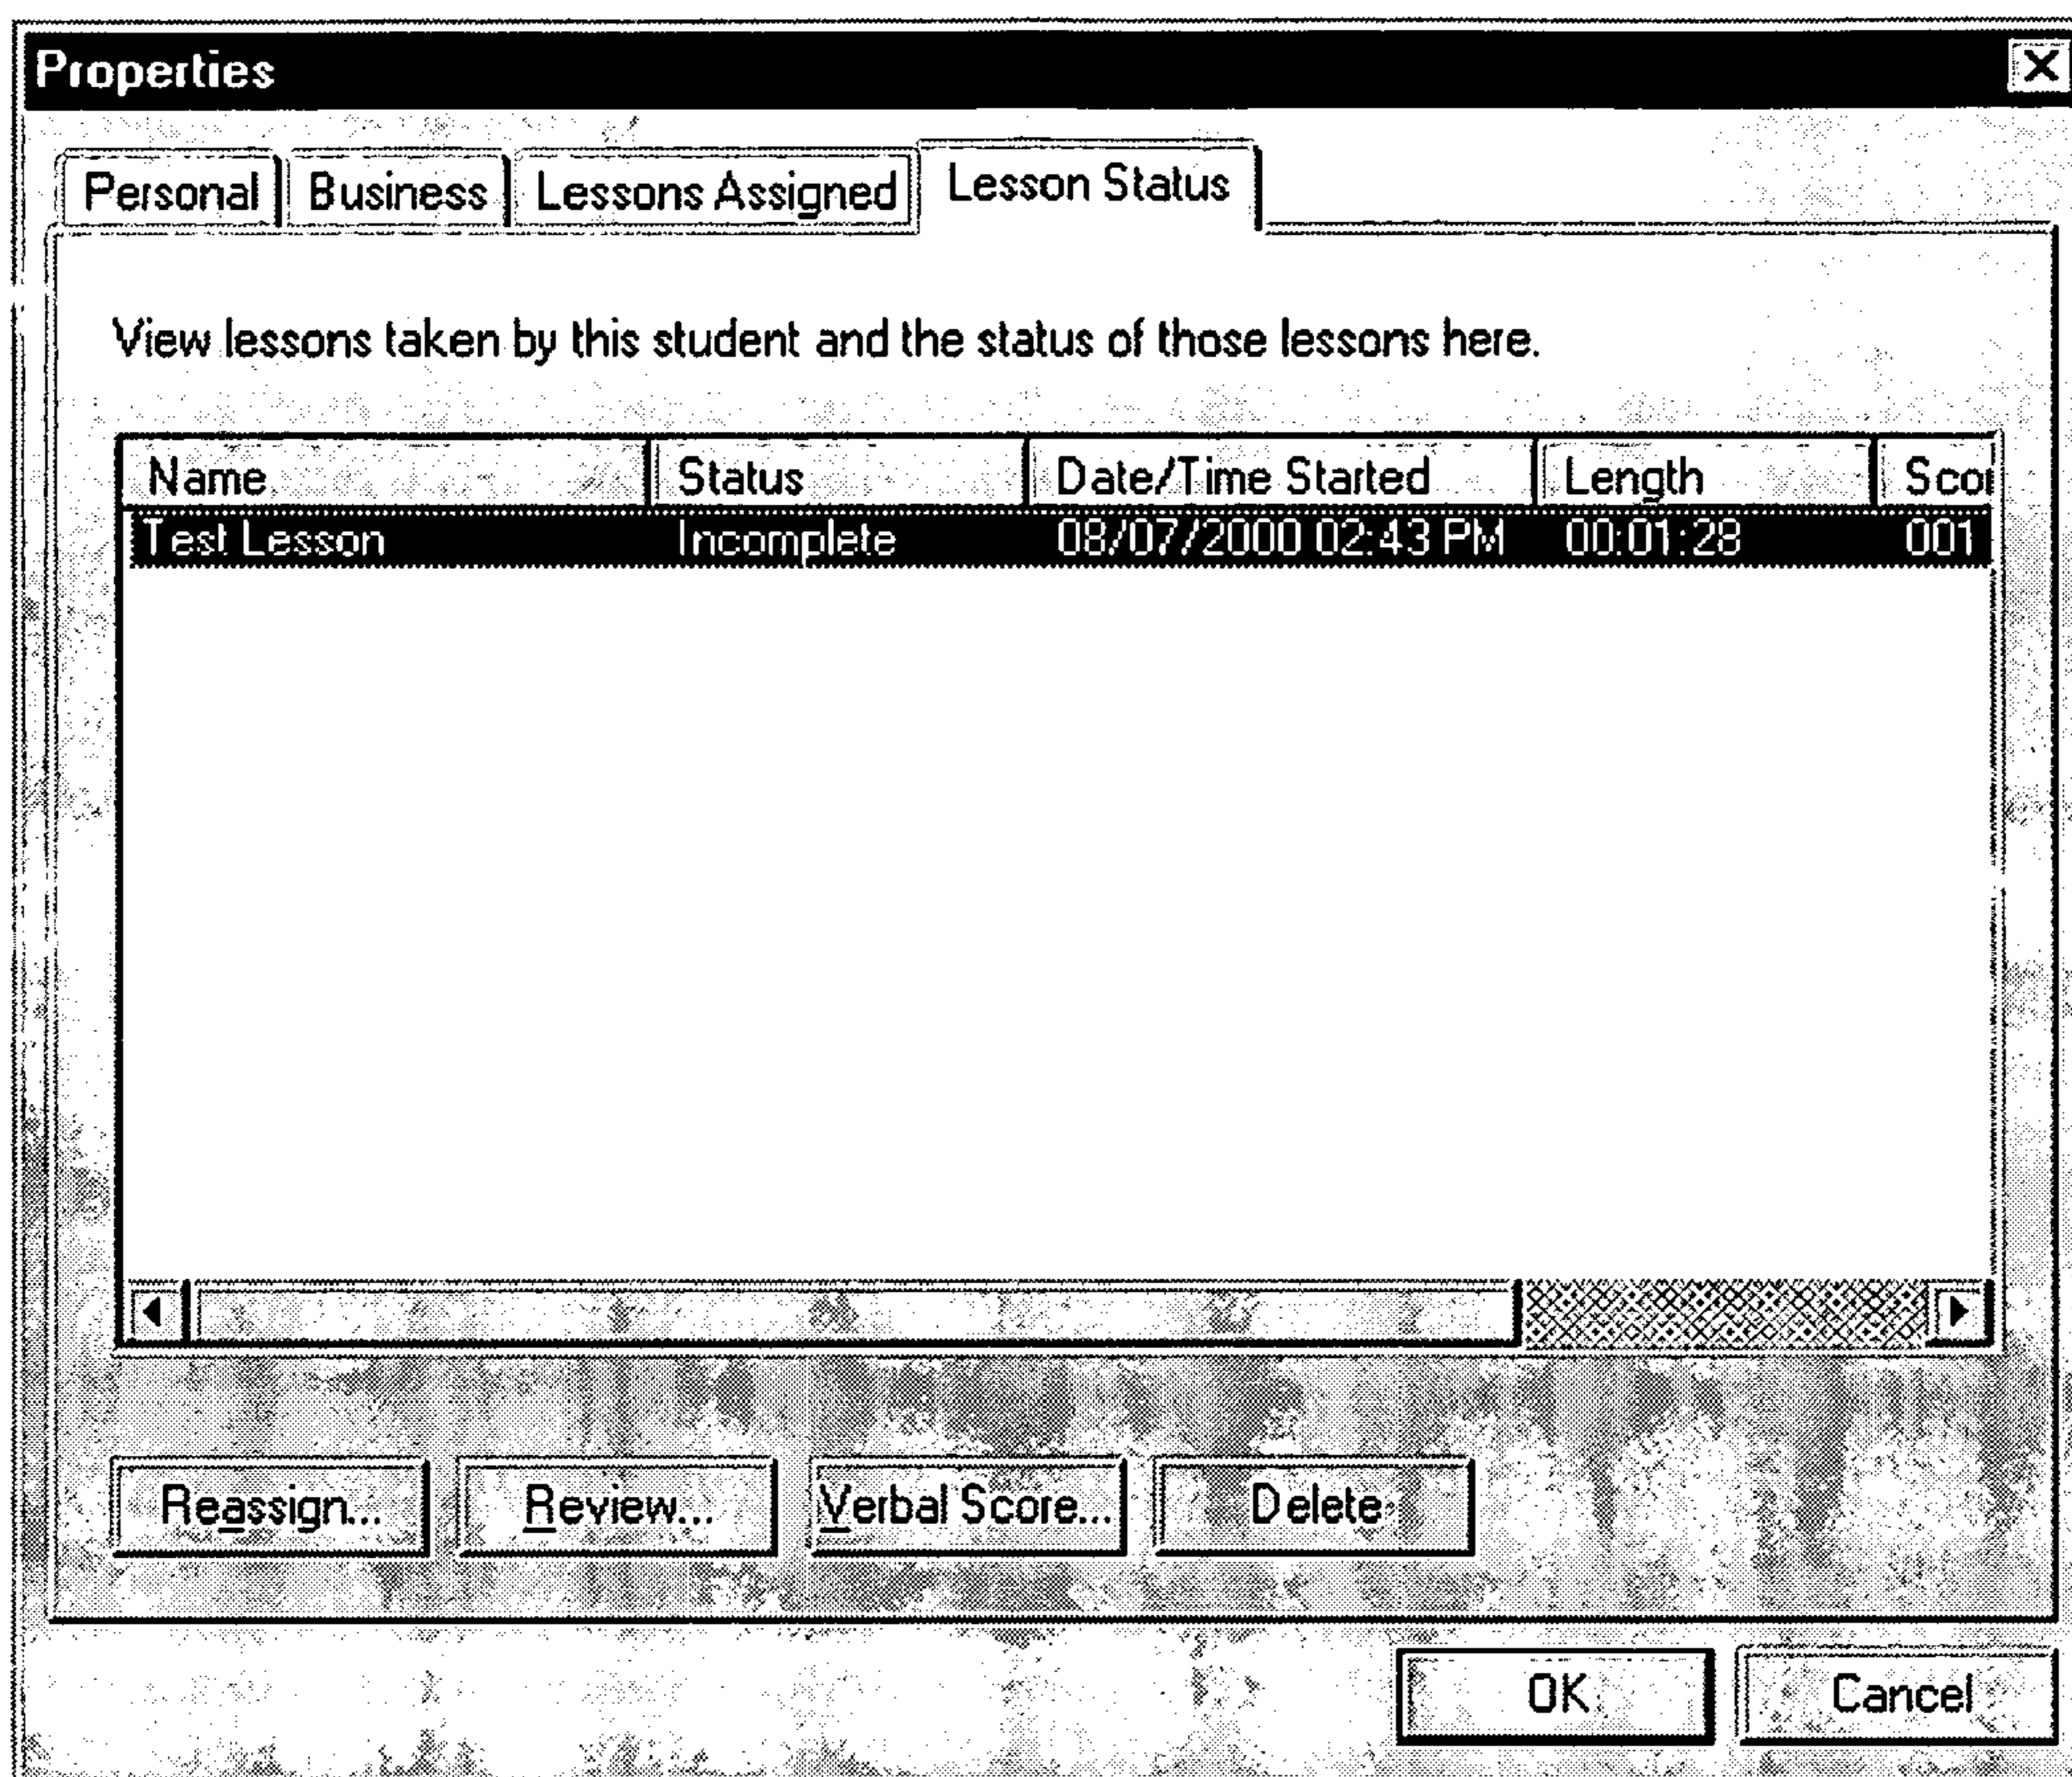 Properties
Personal Business Lessons Assigned Lesson Status
View lessons taken by this student and the status of those lessons here.
Name Status Date/Time Started Length Scor
Test Lesson Incomplete 08/07/2000 02:43 PM 00:01:28 001
Reassign... Review... Verbal Score... Delete
OK Cancel